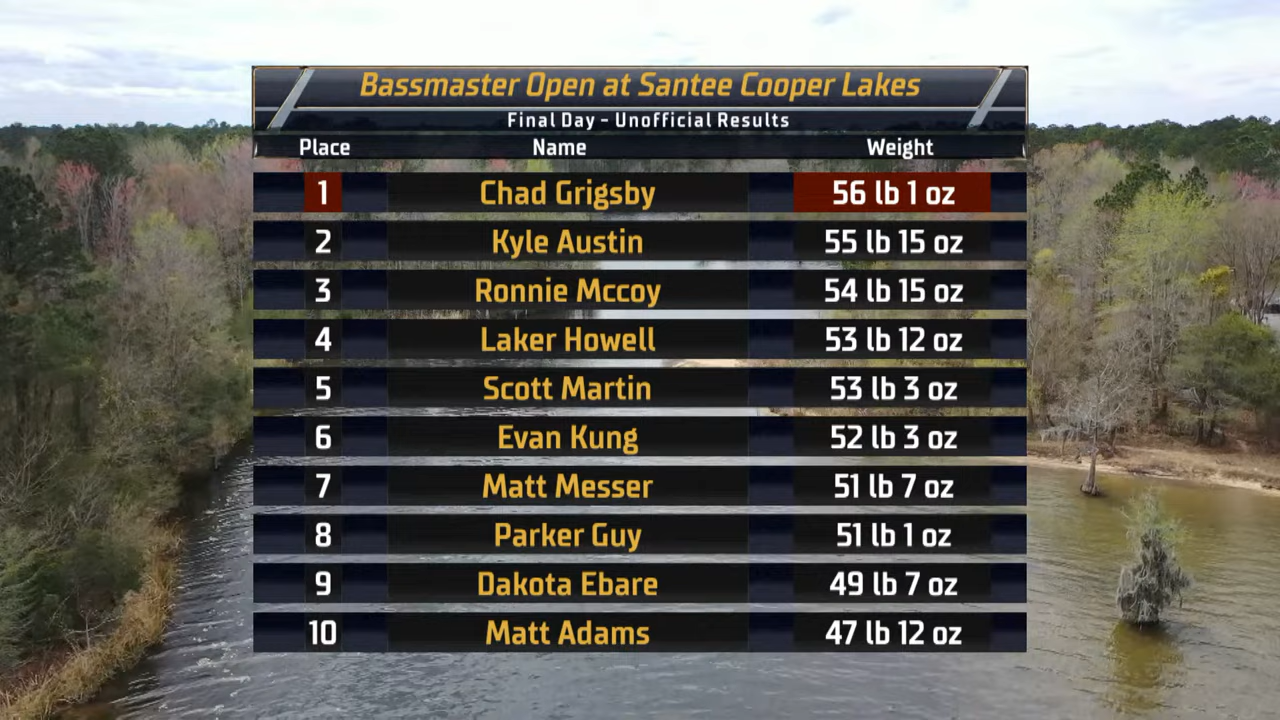 Bassmaster Open at Santee Cooper Lakes
Final Day - Unofficial Results
Place Name Weight
1 Chad Grigsby 56 lb 1 oz
2 Kyle Austin 55 lb 15 oz
3 Ronnie Mccoy 54 lb 15 oz
4 Laker Howell 53 lb 12 oz
5 Scott Martin 53 lb 3 oz
6 Evan Kung 52 lb 3 oz
7 Matt Messer 51 lb 7 oz
8 Parker Guy 51 lb 1 oz
9 Dakota Ebare 49 lb 7 oz
10 Matt Adams 47 lb 12 oz